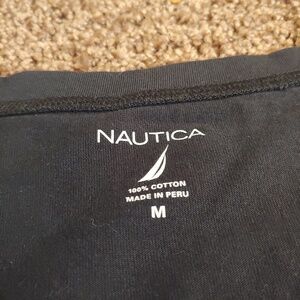 NAUTICA
100% COTTON
MADE IN PERU
M